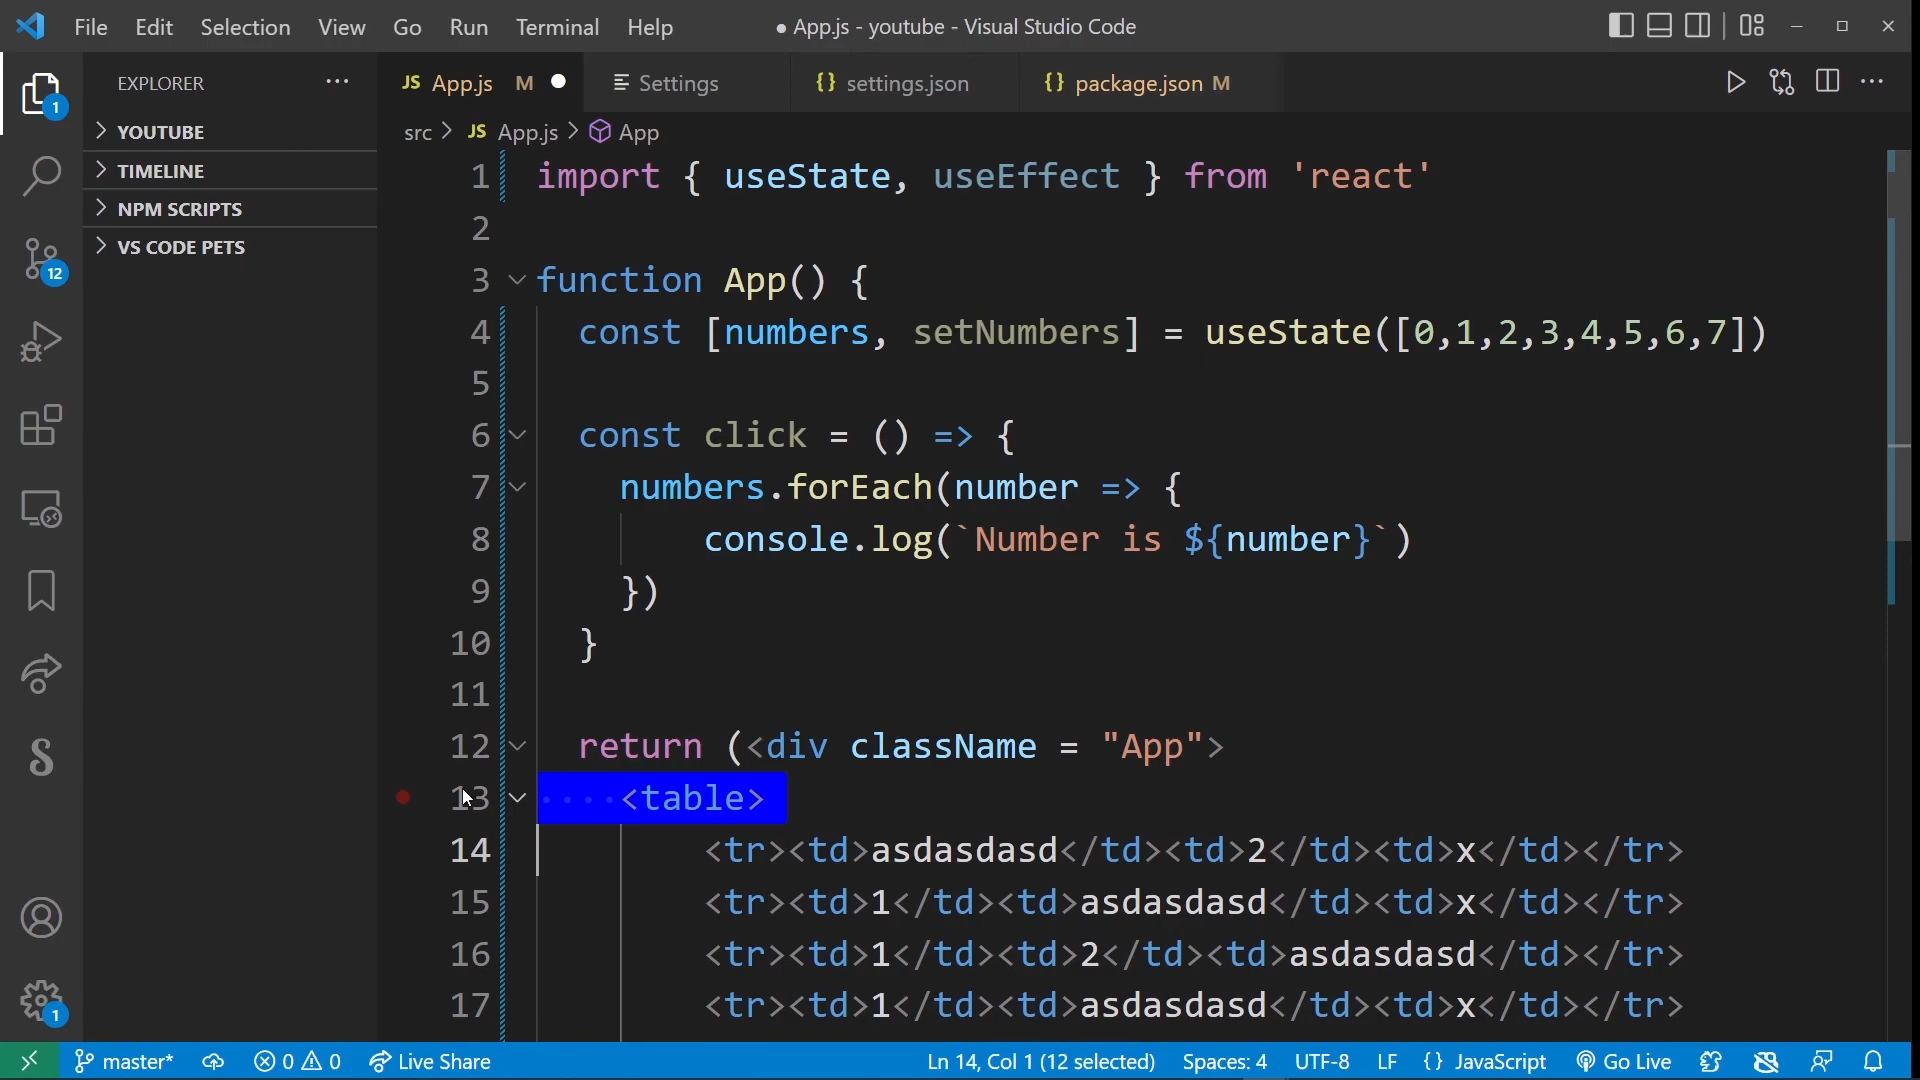 File Edit Selection View Go Run Terminal Help
● App.js - youtube - Visual Studio Code
EXPLORER
YOUTUBE
TIMELINE
NPM SCRIPTS
VS CODE PETS
1
12
1
JS App.js M
Settings
{} settings.json
{} package.json M
src > JS App.js > App
1 import { useState, useEffect } from 'react'
2
3 function App() {
4 const [numbers, setNumbers] = useState([0,1,2,3,4,5,6,7])
5
6 const click = () => {
7 numbers.forEach(number => {
8 console.log(`Number is ${number}`)
9 })
10 }
11
12 return (<div className = "App">
13 <table>
14 <tr><td>asdasdasd</td><td>2</td><td>x</td></tr>
15 <tr><td>1</td><td>asdasdasd</td><td>x</td></tr>
16 <tr><td>1</td><td>2</td><td>asdasdasd</td></tr>
17 <tr><td>1</td><td>asdasdasd</td><td>x</td></tr>
master* 0 0 Live Share Ln 14, Col 1 (12 selected) Spaces: 4 UTF-8 LF {} JavaScript Go Live